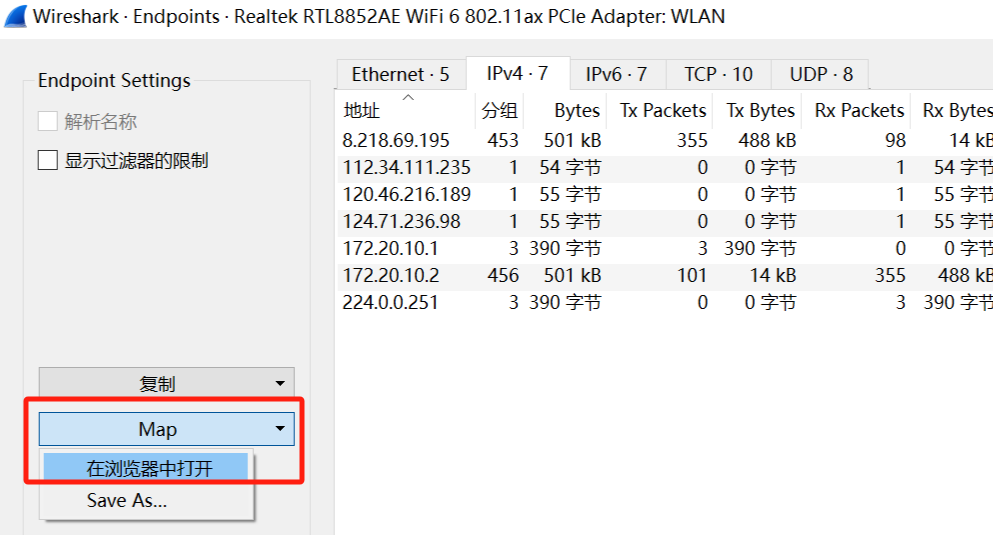 Wireshark · Endpoints · Realtek RTL8852AE WiFi 6 802.11ax PCIe Adapter: WLAN
Endpoint Settings
解析名称
显示过滤器的限制
复制
Map
在浏览器中打开
Save As...
Ethernet · 5 IPv4 · 7 IPv6 · 7 TCP · 10 UDP · 8
地址 分组 Bytes Tx Packets Tx Bytes Rx Packets Rx Bytes
8.218.69.195 453 501 kB 355 488 kB 98 14 kB
112.34.111.235 1 54 字节 0 0 字节 1 54 字节
120.46.216.189 1 55 字节 0 0 字节 1 55 字节
124.71.236.98 1 55 字节 0 0 字节 1 55 字节
172.20.10.1 3 390 字节 3 390 字节 0 0 字节
172.20.10.2 456 501 kB 101 14 kB 355 488 kB
224.0.0.251 3 390 字节 0 0 字节 3 390 字节